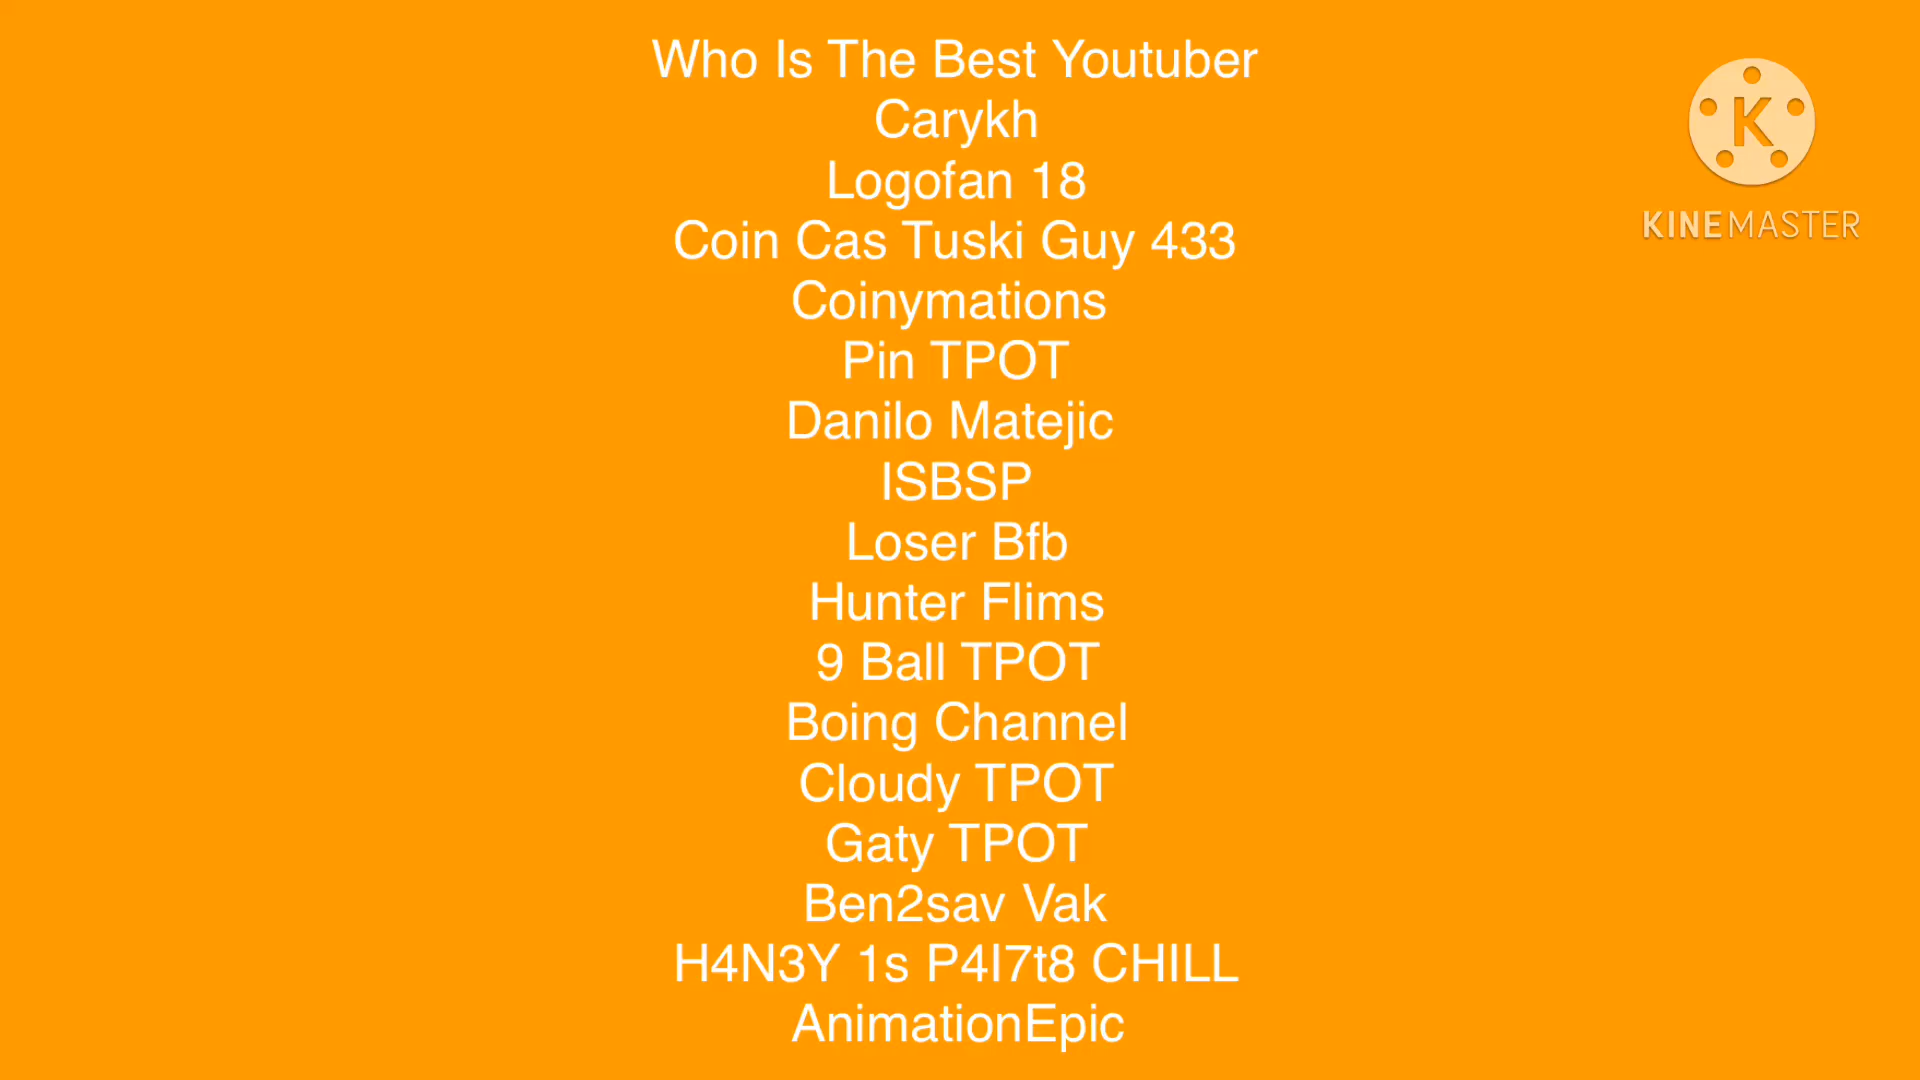 Who Is The Best Youtuber
Carykh
Logofan 18
Coin Cas Tuski Guy 433
Coinymations
Pin TPOT
Danilo Matejic
ISBSP
Loser Bfb
Hunter Flims
9 Ball TPOT
Boing Channel
Cloudy TPOT
Gaty TPOT
Ben2sav Vak
H4N3Y 1s P4I7t8 CHILL
AnimationEpic
K
KINEMASTER